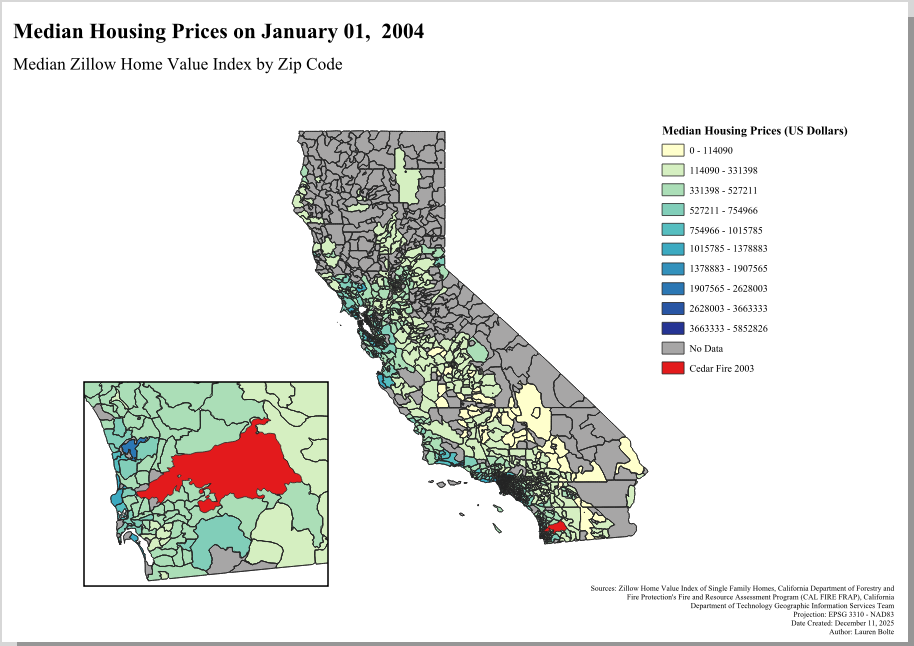 Median Housing Prices on January 01,  2004
Median Zillow Home Value Index by Zip Code
Median Housing Prices (US Dollars)
0 - 114090
114090 - 331398
331398 - 527211
527211 - 754966
754966 - 1015785
1015785 - 1378883
1378883 - 1907565
1907565 - 2628003
2628003 - 3663333
3663333 - 5852826
No Data
Cedar Fire 2003
Sources: Zillow Home Value Index of Single Family Homes, California Department of Forestry and
Fire Protection's Fire and Resource Assessment Program (CAL FIRE FRAP), California
Department of Technology Geographic Information Services Team
Projection: EPSG 3310 - NAD83
Date Created: December 11, 2025
Author: Lauren Bolte